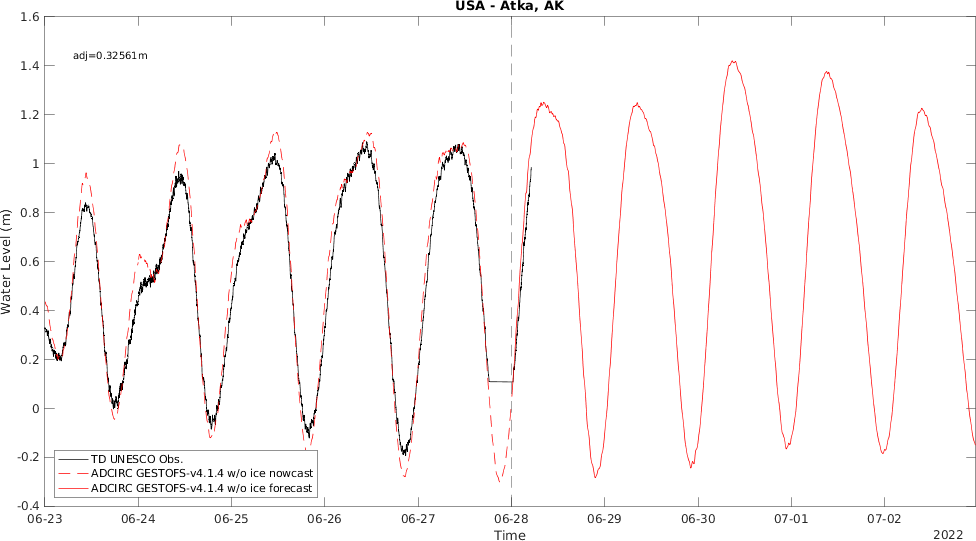 USA - Atka, AK
adj=0.32561m
Water Level (m)
1.6
1.4
1.2
1
0.8
0.6
0.4
0.2
0
-0.2
-0.4
TD UNESCO Obs.
ADCIRC GESTOFS-v4.1.4 w/o ice nowcast
ADCIRC GESTOFS-v4.1.4 w/o ice forecast
06-23 06-24 06-25 06-26 06-27 06-28 06-29 06-30 07-01 07-02
Time
2022